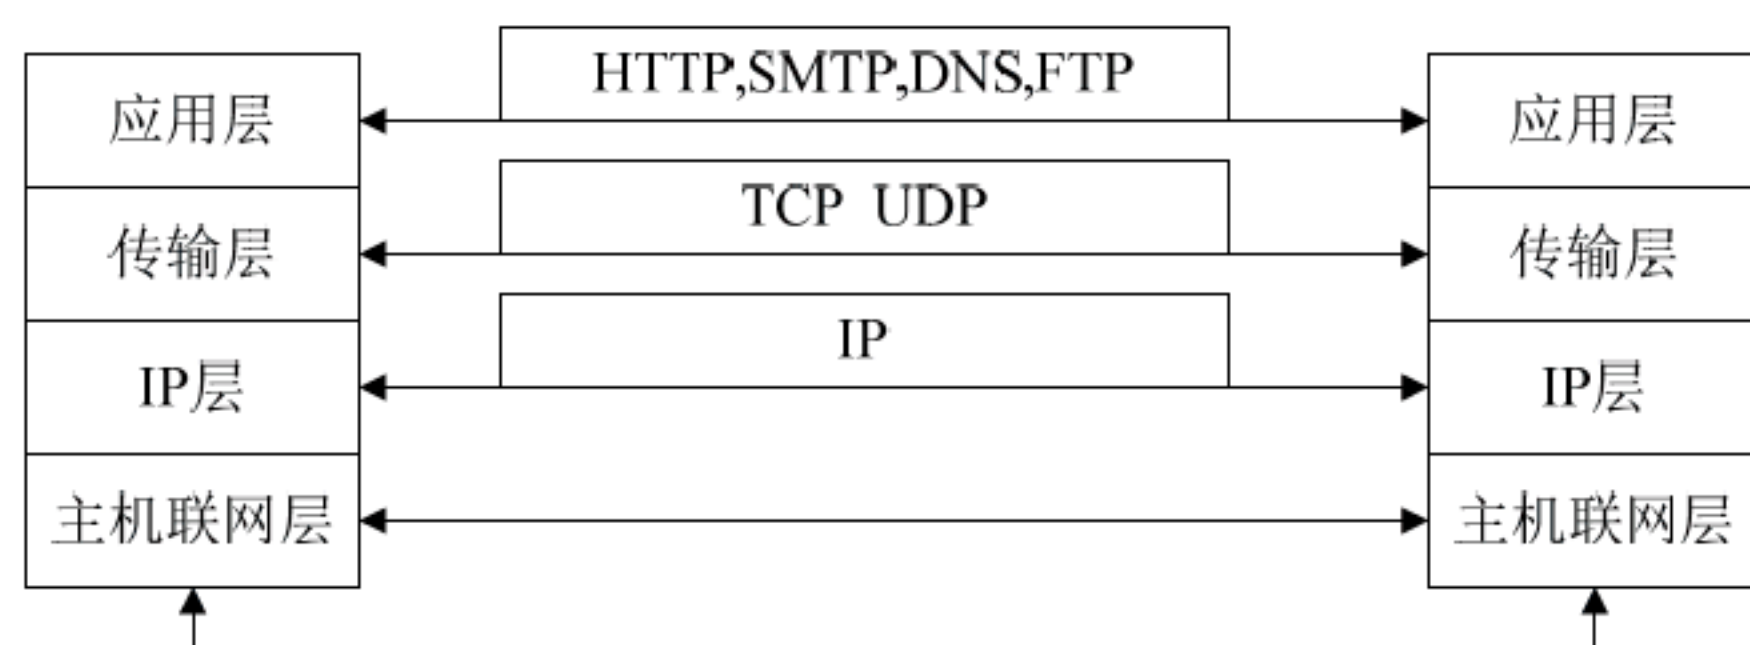 HTTP,SMTP,DNS,FTP
应用层
应用层
TCP UDP
传输层
传输层
IP
IP层
IP层
主机联网层
主机联网层